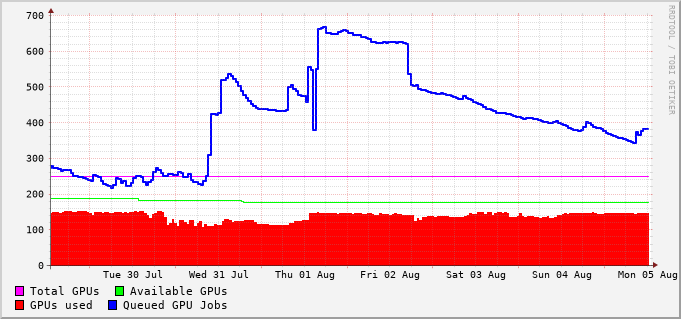 700
600
500
400
300
200
100
0
Tue 30 Jul Wed 31 Jul Thu 01 Aug Fri 02 Aug Sat 03 Aug Sun 04 Aug Mon 05 Aug
Total GPUs Available GPUs
GPUs used Queued GPU Jobs
RRDTOOL / TOBI OETIKER